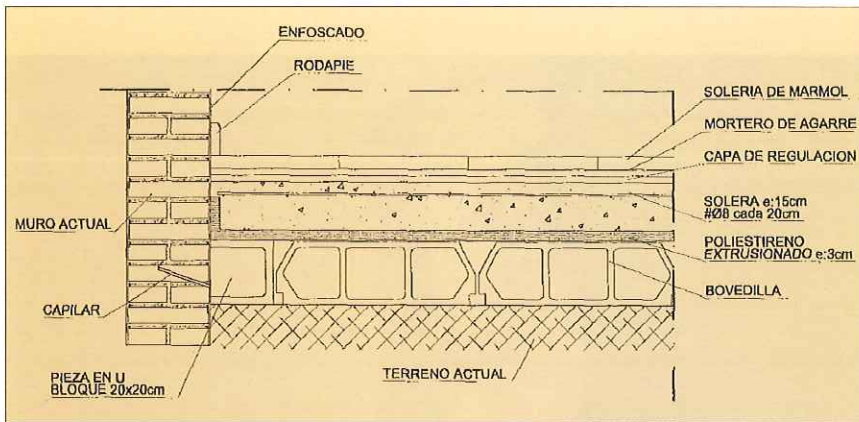 ENFOSCADO
RODAPIE
SOLERIA DE MARMOL
MORTERO DE AGARRE
CAPA DE REGULACION
SOLERA e:15cm
#Ø8 cada 20cm
MURO ACTUAL
POLIESTIRENO
EXTRUSIONADO e:3cm
BOVEDILLA
CAPILAR
PIEZA EN U
BLOQUE 20x20cm
TERRENO ACTUAL